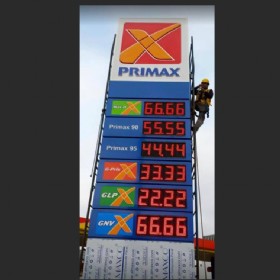 PRIMAX
66.66
Primax 90 55.55
Primax 95 44.44
G-Prix 33.33
GLP 22.22
GNV 66.66